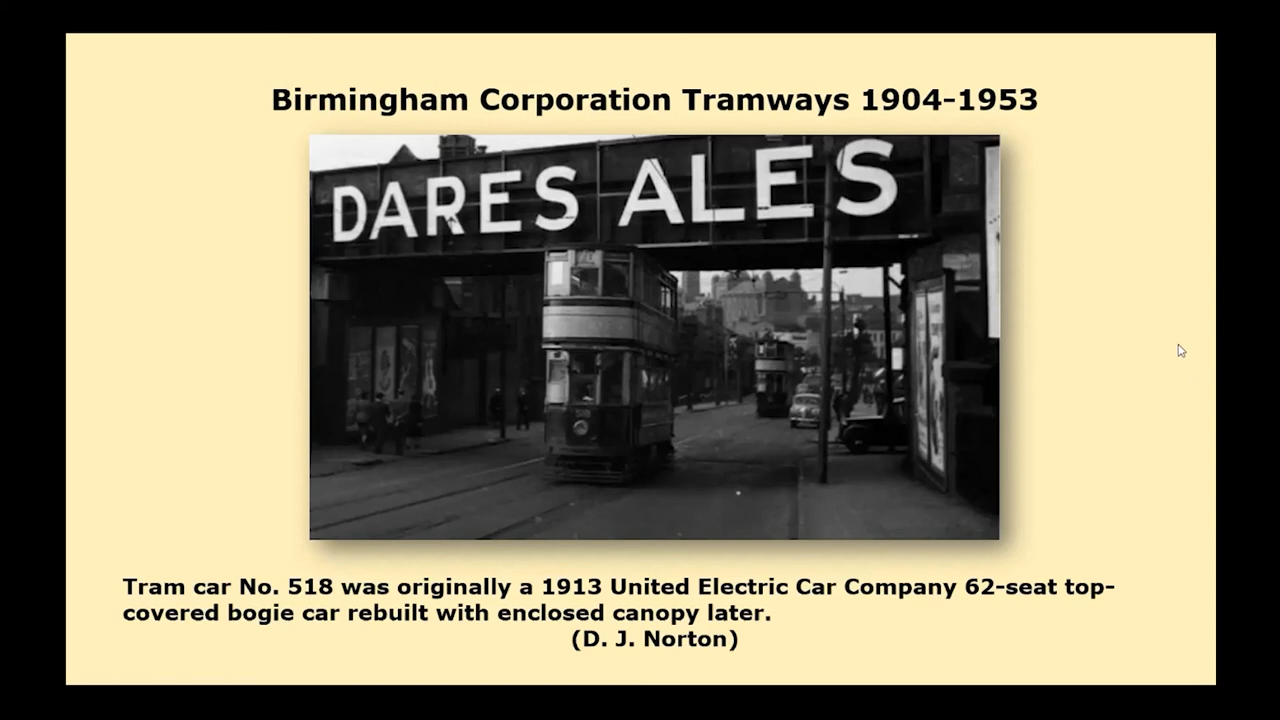 Birmingham Corporation Tramways 1904-1953
DARES ALES
518
Tram car No. 518 was originally a 1913 United Electric Car Company 62-seat top-
covered bogie car rebuilt with enclosed canopy later.
(D. J. Norton)